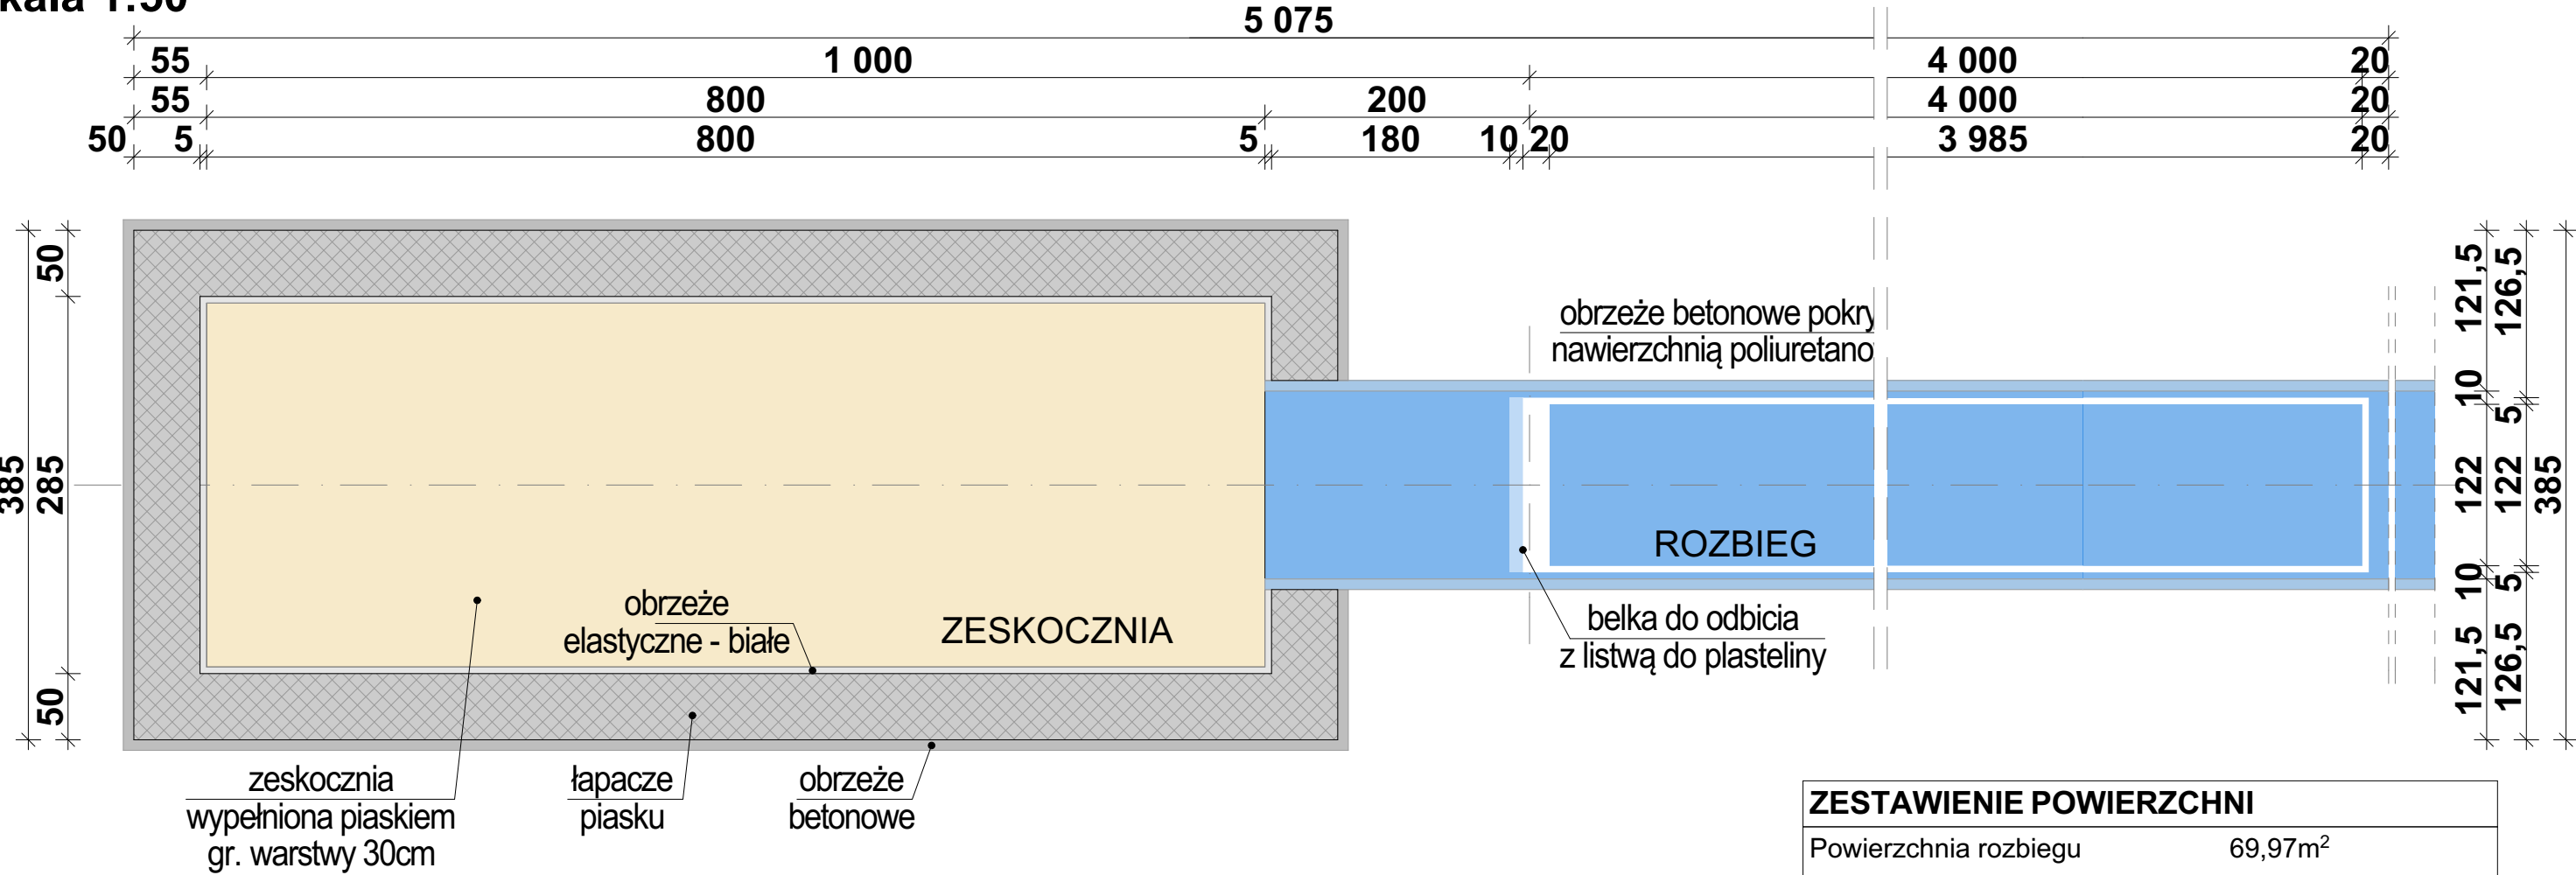 kala 1:50
5 075
55 1 000 4 000 20
55 800 200 4 000 20
50 5 800 5 180 10 20 3 985 20
50
385
285
50
121,5
126,5
10
5
122
122
385
10
5
121,5
126,5
obrzeże betonowe pokry
nawierzchnią poliuretano
ROZBIEG
belka do odbicia
z listwą do plasteliny
obrzeże
elastyczne - białe
ZESKOCZNIA
zeskocznia
wypełniona piaskiem
gr. warstwy 30cm
łapacze
piasku
obrzeże
betonowe
ZESTAWIENIE POWIERZCHNI
Powierzchnia rozbiegu 69,97m²